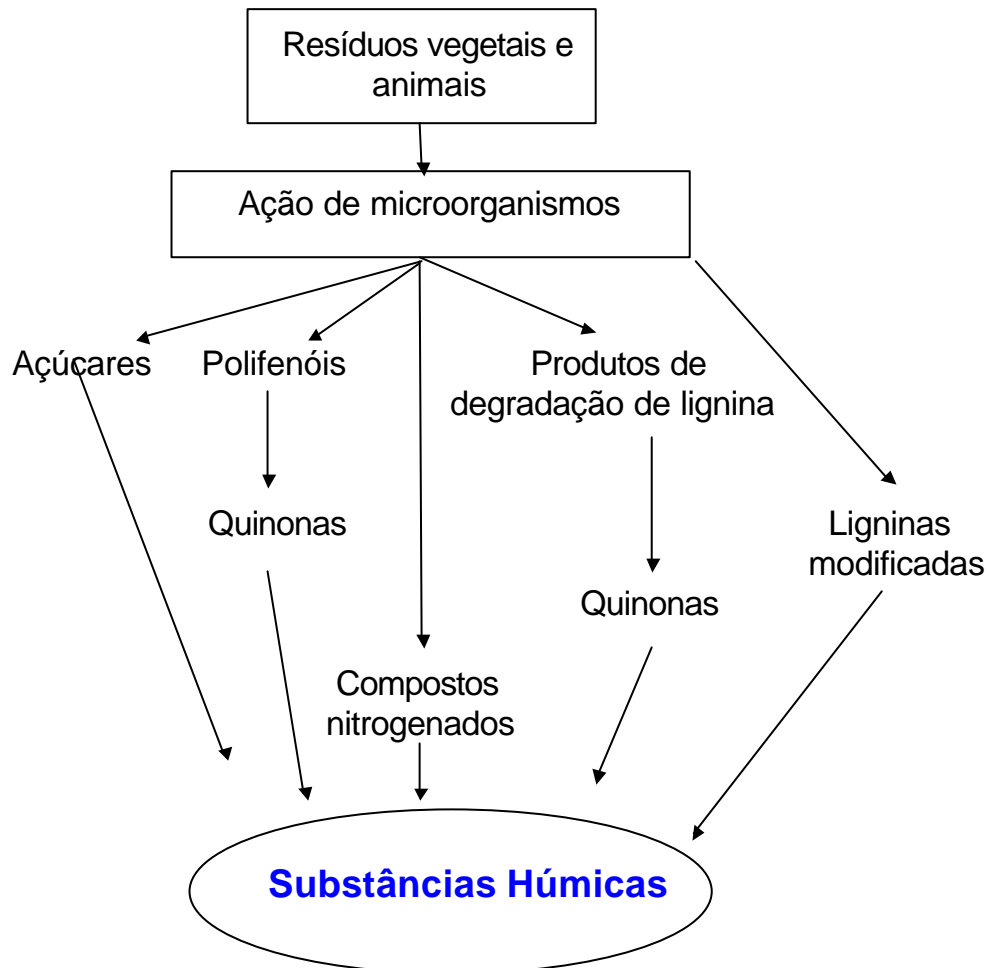 Resíduos vegetais e
animais
Ação de microorganismos
Açúcares
Polifenóis
Produtos de
degradação de lignina
Quinonas
Ligninas
modificadas
Quinonas
Compostos
nitrogenados
Substâncias Húmicas